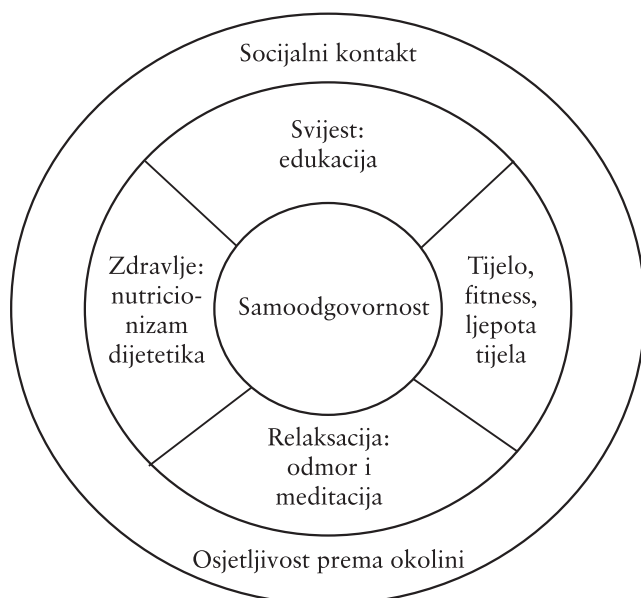 Socijalni kontakt
Svijest:
edukacija
Zdravlje:
nutricio-
nizam
dijetetika
Samoodgovornost
Tijelo,
fitness,
ljepota
tijela
Relaksacija:
odmor i
meditacija
Osjetljivost prema okolini